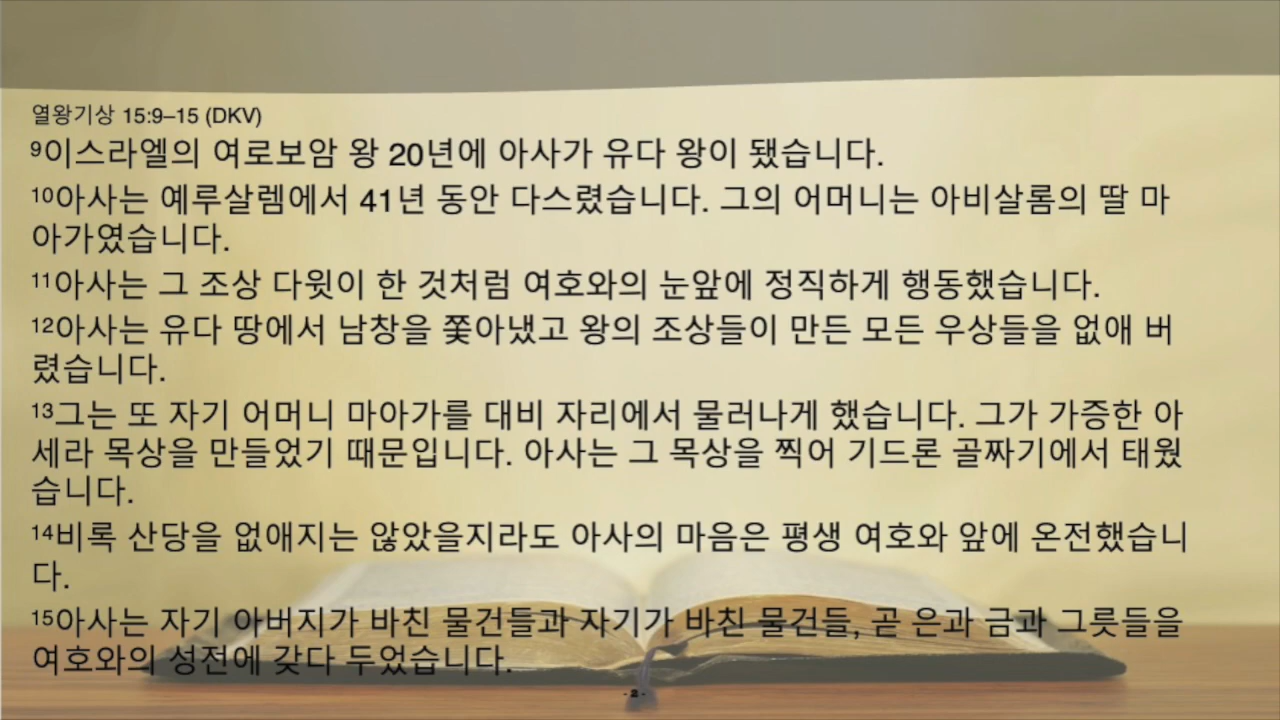 열왕기상 15:9–15 (DKV)
⁹이스라엘의 여로보암 왕 20년에 아사가 유다 왕이 됐습니다.
¹⁰아사는 예루살렘에서 41년 동안 다스렸습니다. 그의 어머니는 아비살롬의 딸 마
아가였습니다.
¹¹아사는 그 조상 다윗이 한 것처럼 여호와의 눈앞에 정직하게 행동했습니다.
¹²아사는 유다 땅에서 남창을 쫓아냈고 왕의 조상들이 만든 모든 우상들을 없애 버
렸습니다.
¹³그는 또 자기 어머니 마아가를 대비 자리에서 물러나게 했습니다. 그가 가증한 아
세라 목상을 만들었기 때문입니다. 아사는 그 목상을 찍어 기드론 골짜기에서 태웠
습니다.
¹⁴비록 산당을 없애지는 않았을지라도 아사의 마음은 평생 여호와 앞에 온전했습니
다.
¹⁵아사는 자기 아버지가 바친 물건들과 자기가 바친 물건들, 곧 은과 금과 그릇들을
여호와의 성전에 갖다 두었습니다.
- 2 -